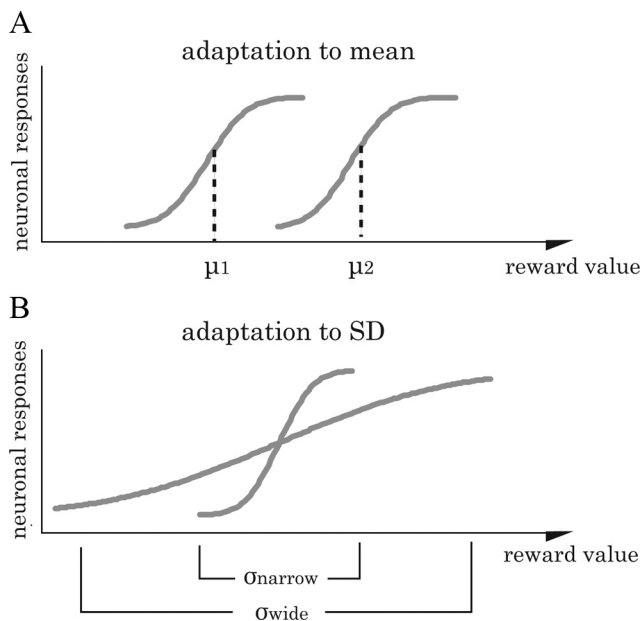 A
adaptation to mean
neuronal responses
μ1
μ2
reward value
B
adaptation to SD
neuronal responses
reward value
σnarrow
σwide